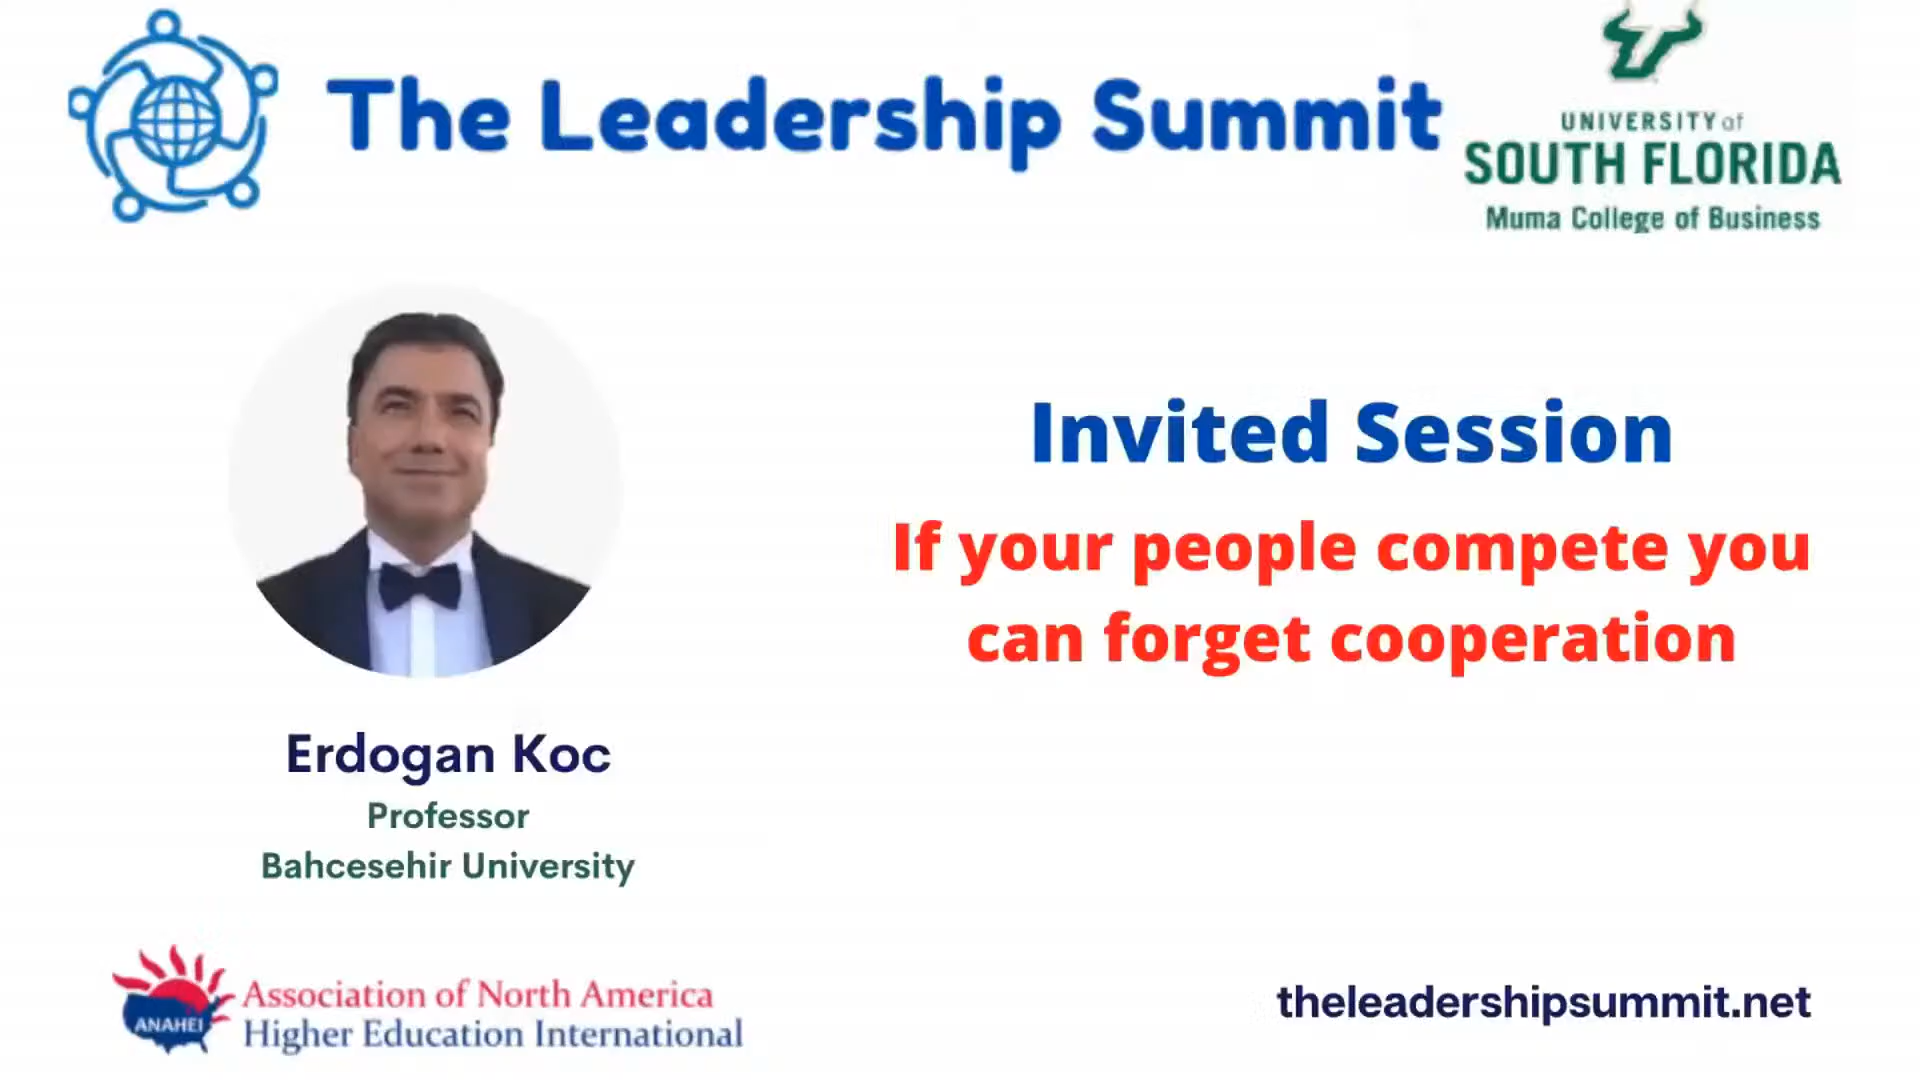 The Leadership Summit
UNIVERSITY of
SOUTH FLORIDA
Muma College of Business
Invited Session
If your people compete you
can forget cooperation
Erdogan Koc
Professor
Bahcesehir University
ANAHEI
Association of North America
Higher Education International
theleadershipsummit.net